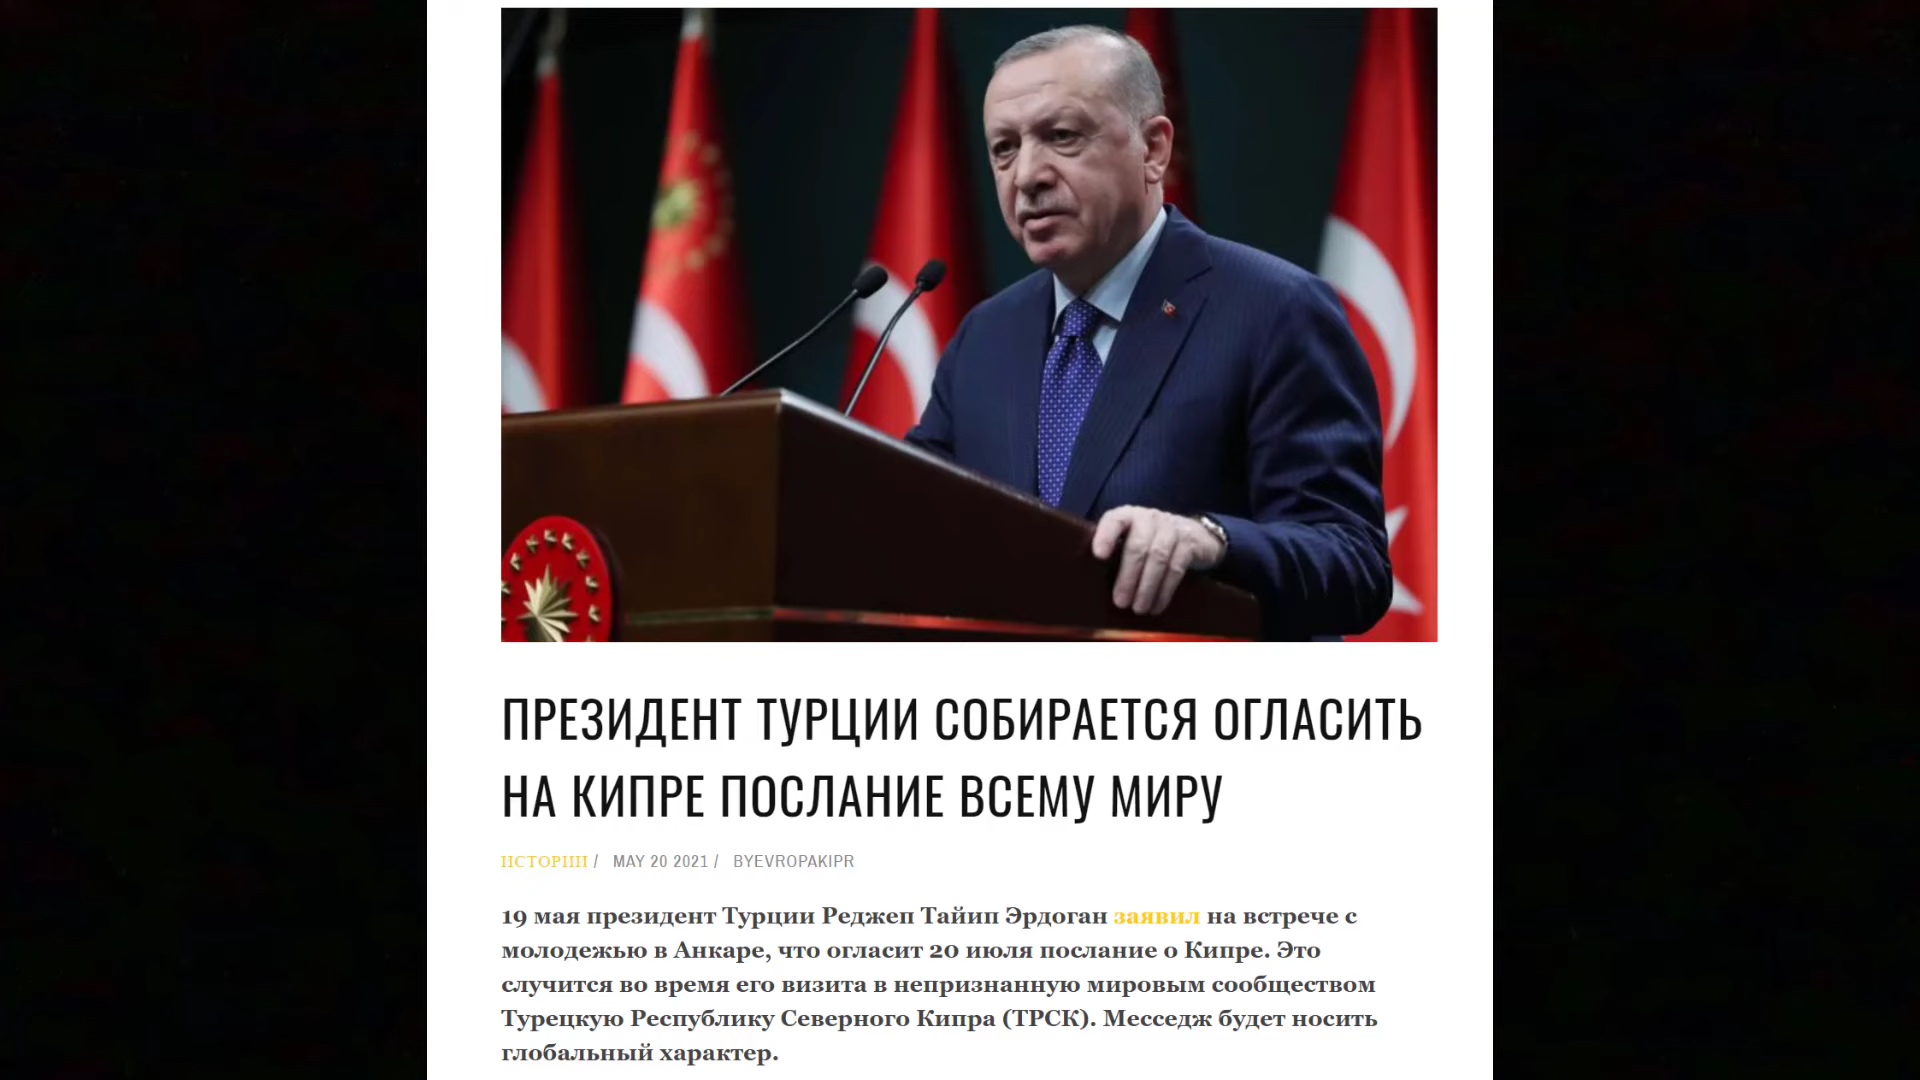 ПРЕЗИДЕНТ ТУРЦИИ СОБИРАЕТСЯ ОГЛАСИТЬ
НА КИПРЕ ПОСЛАНИЕ ВСЕМУ МИРУ
ИСТОРИИ / MAY 20 2021 / BYEVROPAKIPR
19 мая президент Турции Реджеп Тайип Эрдоган заявил на встрече с
молодежью в Анкаре, что огласит 20 июля послание о Кипре. Это
случится во время его визита в непризнанную мировым сообществом
Турецкую Республику Северного Кипра (ТРСК). Месседж будет носить
глобальный характер.